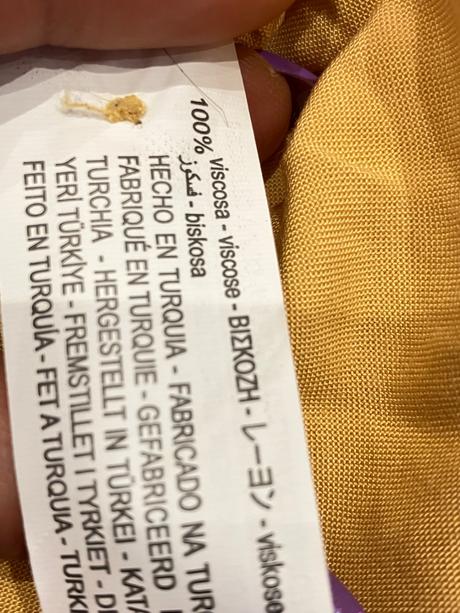 100% viscosa - viscose - ΒΙΣΚΟΖΗ - レーヨン - viskose
فسكوز - biskosa
HECHO EN TURQUIA - FABRICADO NA TUR
FABRIQUÉ EN TURQUIE - GEFABRICEERD I
TURCHIA - HERGESTELLT IN TÜRKEI - KATA
YERİ TÜRKİYE - FREMSTILLET I TYRKIET - D
FEITO EN TURQUÍA - FET A TURQUIA - TURKI